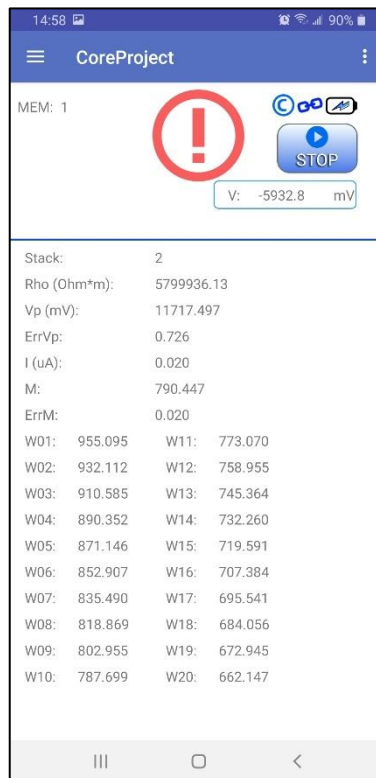 14:58 90%
CoreProject
MEM: 1
C
STOP
V: -5932.8 mV
Stack: 2
Rho (Ohm*m): 5799936.13
Vp (mV): 11717.497
ErrVp: 0.726
I (uA): 0.020
M: 790.447
ErrM: 0.020
W01: 955.095 W11: 773.070
W02: 932.112 W12: 758.955
W03: 910.585 W13: 745.364
W04: 890.352 W14: 732.260
W05: 871.146 W15: 719.591
W06: 852.907 W16: 707.384
W07: 835.490 W17: 695.541
W08: 818.869 W18: 684.056
W09: 802.955 W19: 672.945
W10: 787.699 W20: 662.147